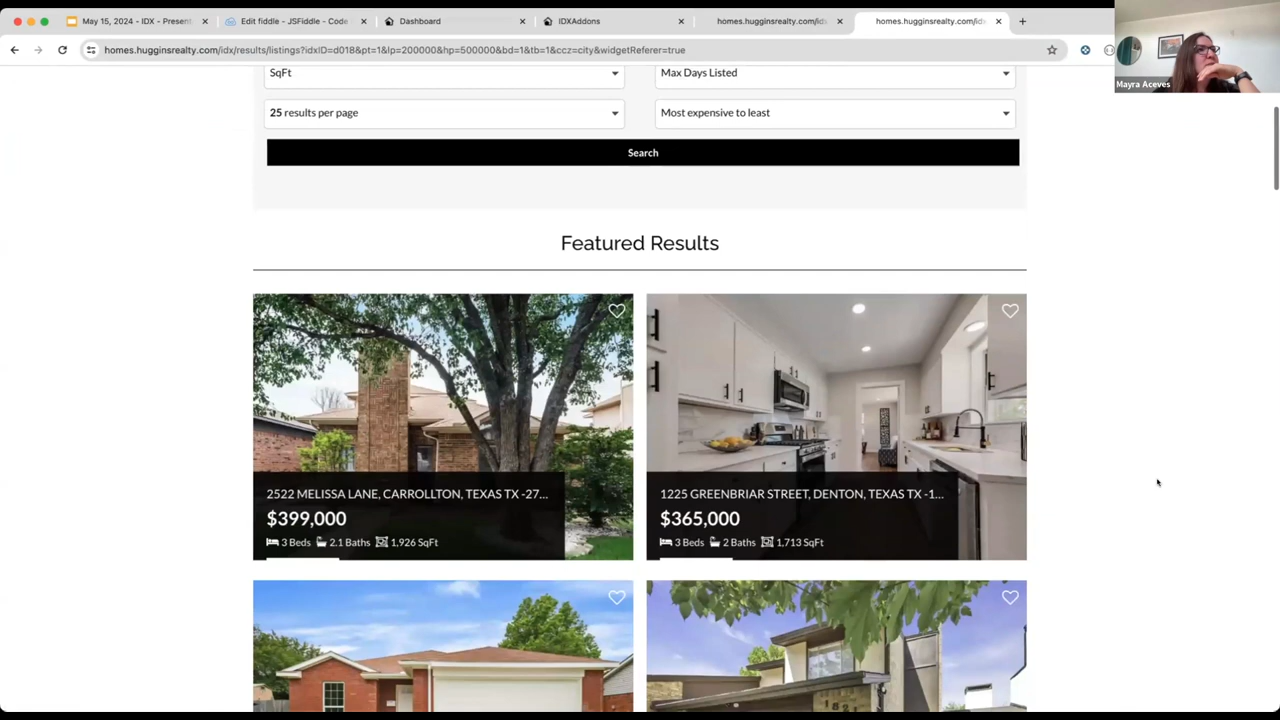 May 15, 2024 - IDX - Present
Edit fiddle - JSFiddle - Code
Dashboard
IDXAddons
homes.hugginsrealty.com/idx
homes.hugginsrealty.com/idx
homes.hugginsrealty.com/idx/results/listings?idxID=d018&pt=1&lp=200000&hp=500000&bd=1&tb=1&ccz=city&widgetReferer=true
Mayra Aceves
SqFt
Max Days Listed
25 results per page
Most expensive to least
Search
Featured Results
2522 MELISSA LANE, CARROLLTON, TEXAS TX -27...
$399,000
3 Beds 2.1 Baths 1,926 SqFt
1225 GREENBRIAR STREET, DENTON, TEXAS TX -1...
$365,000
3 Beds 2 Baths 1,713 SqFt
1821